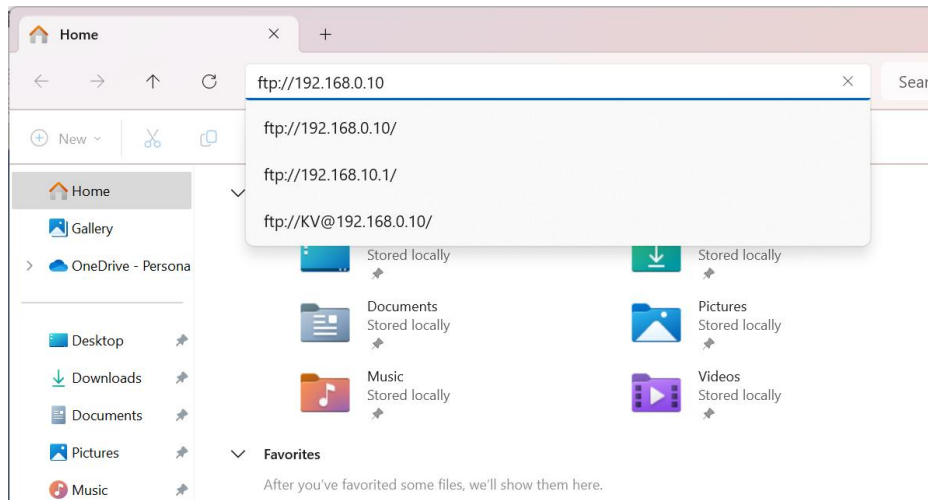 Home
ftp://192.168.0.10
Sear
ftp://192.168.0.10/
ftp://192.168.10.1/
ftp://KV@192.168.0.10/
New
Home
Gallery
OneDrive - Persona
Desktop
Downloads
Documents
Pictures
Music
Stored locally
Stored locally
Documents
Stored locally
Pictures
Stored locally
Music
Stored locally
Videos
Stored locally
Favorites
After you've favorited some files, we'll show them here.